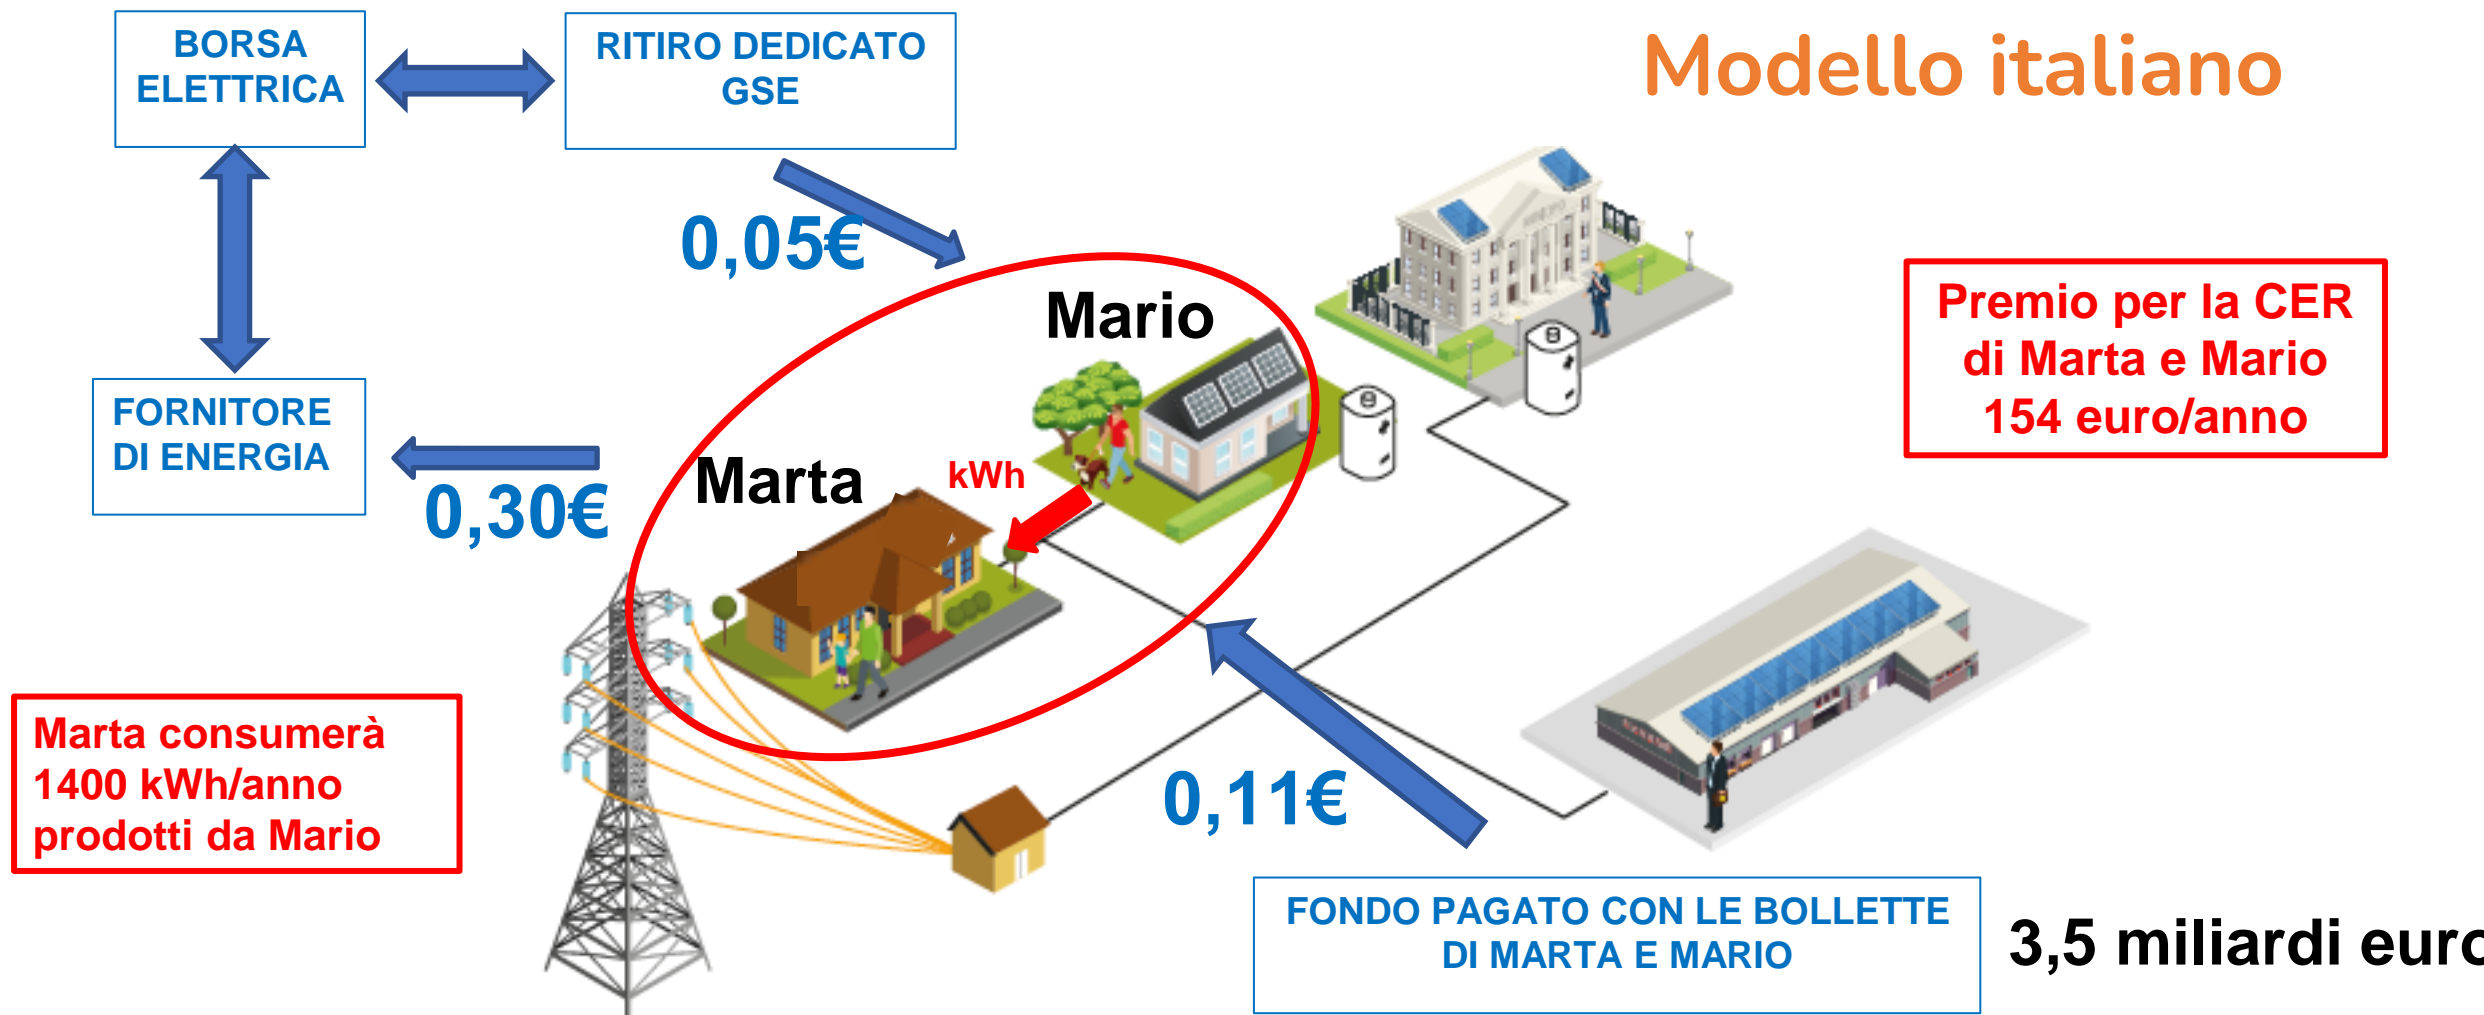 Modello italiano
BORSA
ELETTRICA
RITIRO DEDICATO
GSE
0,05€
Mario
Premio per la CER
di Marta e Mario
154 euro/anno
FORNITORE
DI ENERGIA
0,30€
Marta
kWh
Marta consumerà
1400 kWh/anno
prodotti da Mario
0,11€
FONDO PAGATO CON LE BOLLETTE
DI MARTA E MARIO
3,5 miliardi euro